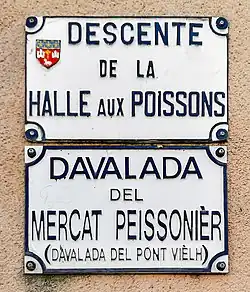 DESCENTE
DE LA
HALLE AUX POISSONS
DAVALADA
DEL
MERCAT PEISSONIÈR
(DAVALADA DEL PONT VIÈLH)